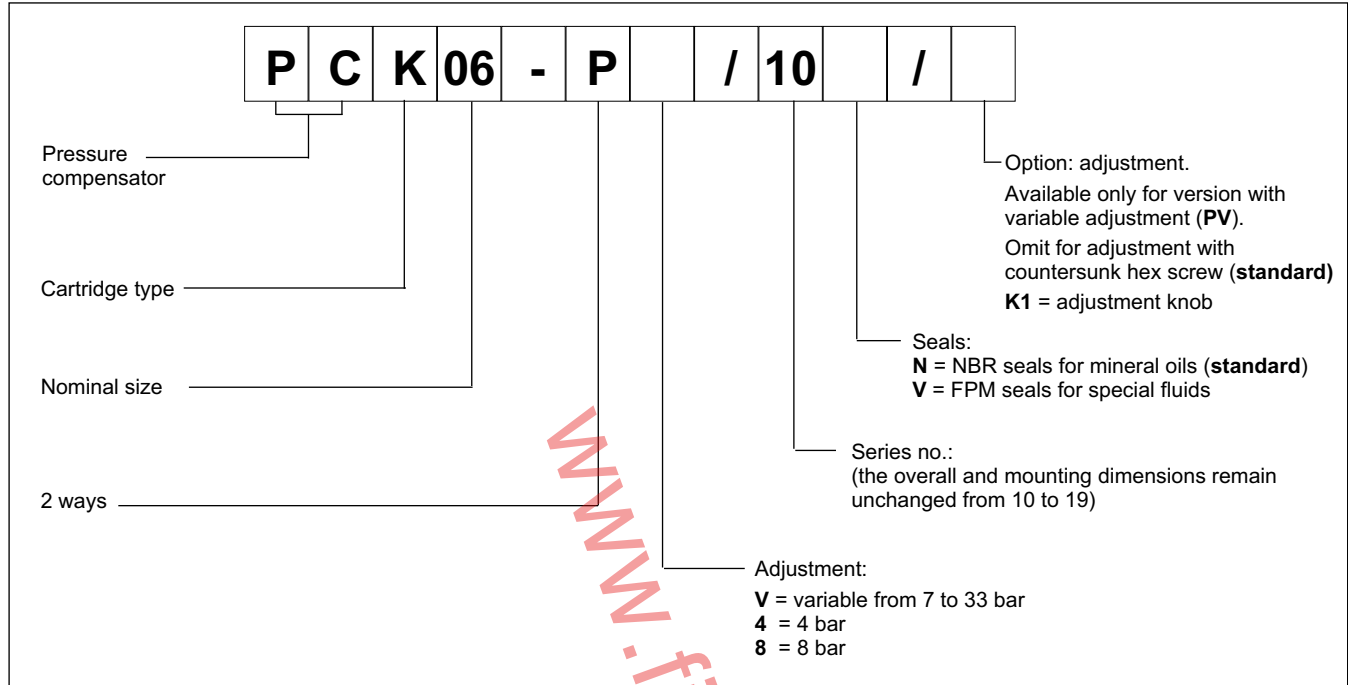 P C K 06 - P / 10 /
Pressure
compensator
Cartridge type
Nominal size
2 ways
Option: adjustment.
Available only for version with
variable adjustment (PV).
Omit for adjustment with
countersunk hex screw (standard)
K1 = adjustment knob
Seals:
N = NBR seals for mineral oils (standard)
V = FPM seals for special fluids
Series no.:
(the overall and mounting dimensions remain
unchanged from 10 to 19)
Adjustment:
V = variable from 7 to 33 bar
4 = 4 bar
8 = 8 bar